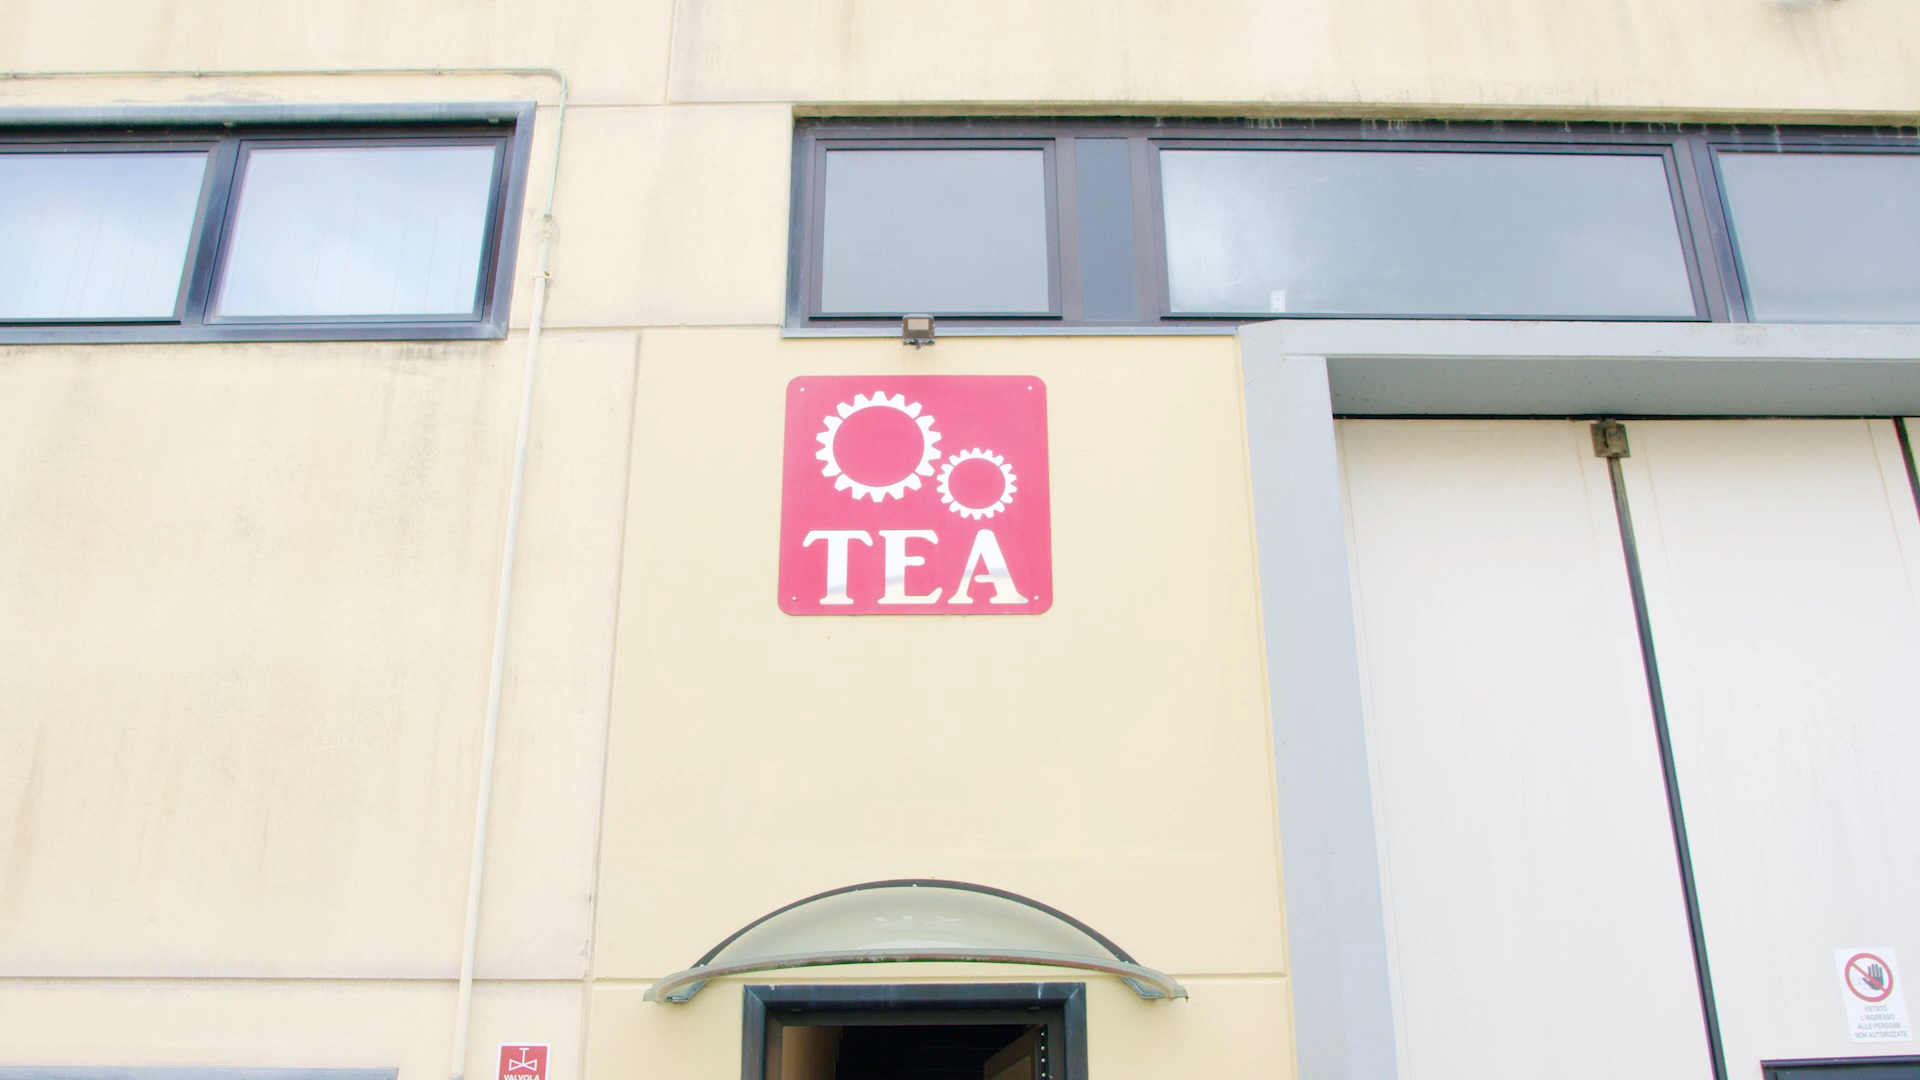 TEA
VALVOLA
VIETATO
L'INGRESSO
ALLE PERSONE
NON AUTORIZZATE